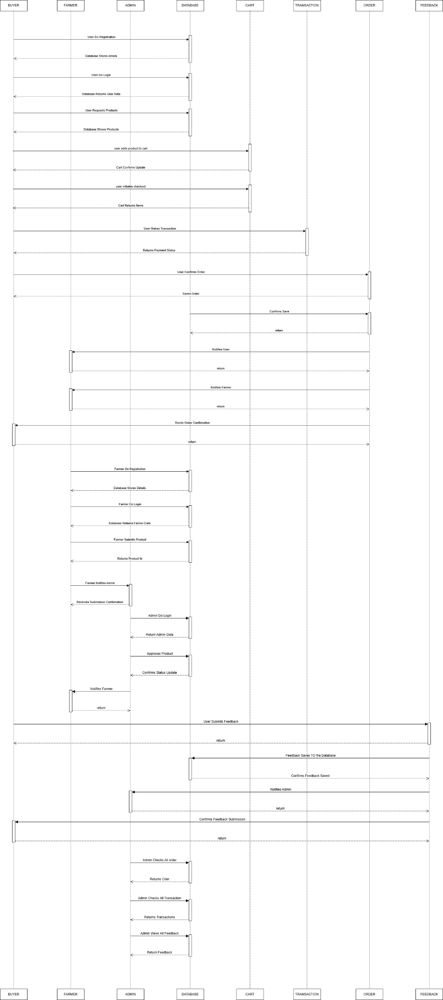 BUYER
FARMER
ADMIN
DATABASE
CART
TRANSACTION
ORDER
FEEDBACK
User Do Registration
Database Stores details
User Do Login
Database Returns User Data
User Requests Products
Database Shows Products
user adds product to cart
Cart Confirms Update
user initiates checkout
Cart Returns Items
User Makes Transaction
Returns Payment Status
User Confirms Order
Saves Order
Confirms Save
return
Notifies User
return
Notifies Farmer
return
Sends Order Confirmation
return
Farmer Do Registration
Database Stores Details
Farmer Do Login
Database Returns Farmer Data
Farmer Submits Product
Returns Product Id
Farmer Notifies Admin
Receives Submission Confirmation
Admin Do Login
Return Admin Data
Approves Product
Confirms Status Update
Notifies Farmer
return
User Submits Feedback
return
Feedback Saves TO the Database
Confirms Feedback Saved
Notifies Admin
return
Confirms Feedback Submission
return
Admin Checks All order
Returns Oder
Admin Checks All Transaction
Returns Transactions
Admin Views All Feedback
Return Feedback
BUYER
FARMER
ADMIN
DATABASE
CART
TRANSACTION
ORDER
FEEDBACK